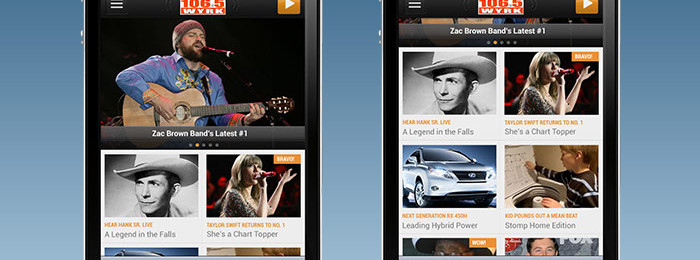 106.5
WYRK
Zac Brown Band's Latest #1
BRAVO!
HEAR HANK SR. LIVE
A Legend in the Falls
TAYLOR SWIFT RETURNS TO NO. 1
She's a Chart Topper
106.5
WYRK
Zac Brown Band's Latest #1
BRAVO!
HEAR HANK SR. LIVE
A Legend in the Falls
TAYLOR SWIFT RETURNS TO NO. 1
She's a Chart Topper
NEXT GENERATION RX 450H
Leading Hybrid Power
KID POUNDS OUT A MEAN BEAT
Stomp Home Edition
WOW!